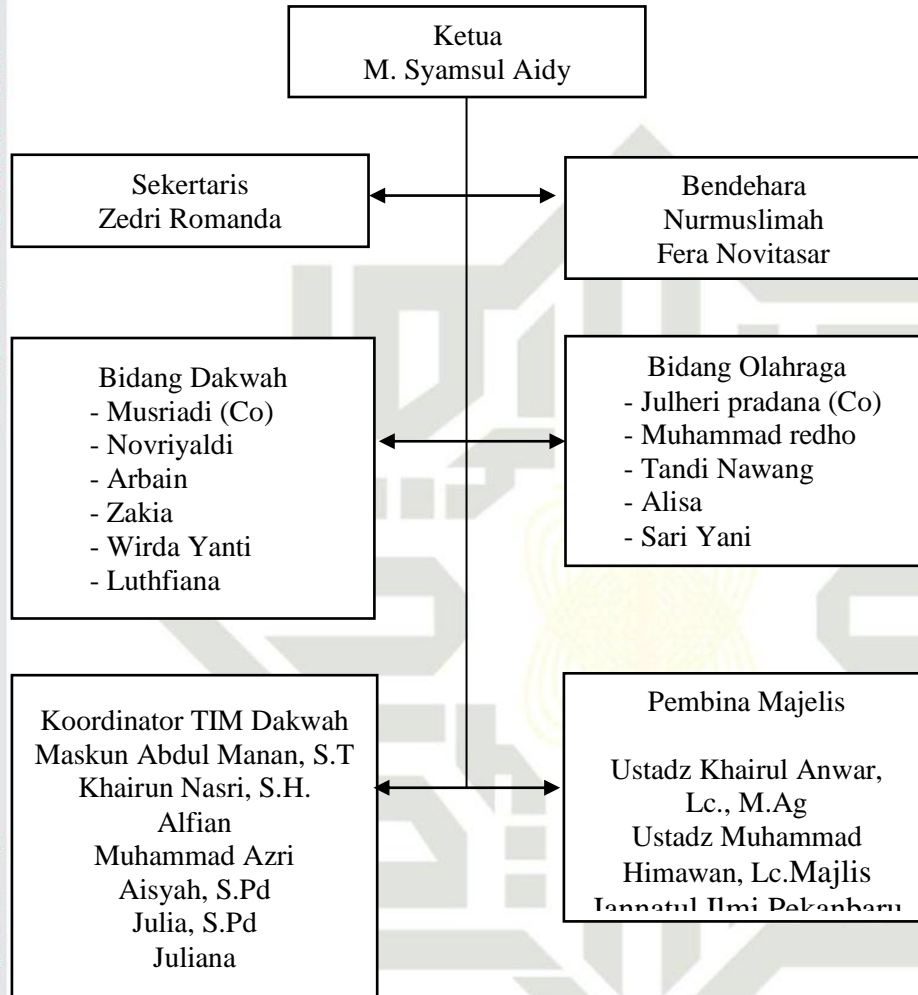 Ketua
M. Syamsul Aidy
Sekertaris
Zedri Romanda
Bendehara
Nurmuslimah
Fera Novitasar
Bidang Dakwah
- Musriadi (Co)
- Novriyaldi
- Arbain
- Zakia
- Wirda Yanti
- Luthfiana
Bidang Olahraga
- Julheri pradana (Co)
- Muhammad redho
- Tandi Nawang
- Alisa
- Sari Yani
Koordinator TIM Dakwah
Maskun Abdul Manan, S.T
Khairun Nasri, S.H.
Alfian
Muhammad Azri
Aisyah, S.Pd
Julia, S.Pd
Juliana
Pembina Majelis
Ustadz Khairul Anwar,
Lc., M.Ag
Ustadz Muhammad
Himawan, Lc.Majlis
Jannatul Ilmi Pekanbaru